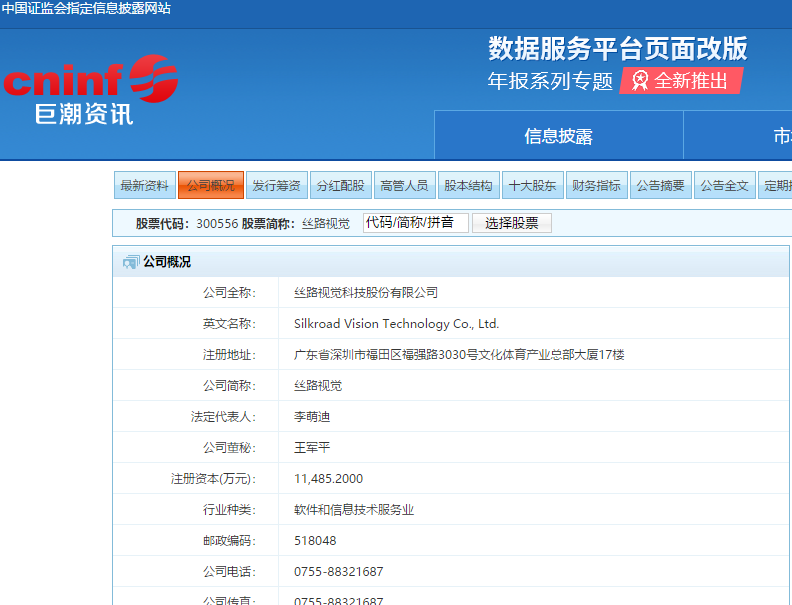 中国证监会指定信息披露网站
cninf
巨潮资讯
数据服务平台页面改版
年报系列专题 全新推出
信息披露
最新资料 公司概况 发行筹资 分红配股 高管人员 股本结构 十大股东 财务指标 公告摘要 公告全文 定期
股票代码: 300556 股票简称: 丝路视觉 代码/简称/拼音 选择股票
公司概况
公司全称: 丝路视觉科技股份有限公司
英文名称: Silkroad Vision Technology Co., Ltd.
注册地址: 广东省深圳市福田区福强路3030号文化体育产业总部大厦17楼
公司简称: 丝路视觉
法定代表人: 李萌迪
公司董秘: 王军平
注册资本(万元): 11,485.2000
行业种类: 软件和信息技术服务业
邮政编码: 518048
公司电话: 0755-88321687
公司传真: 0755-88321687